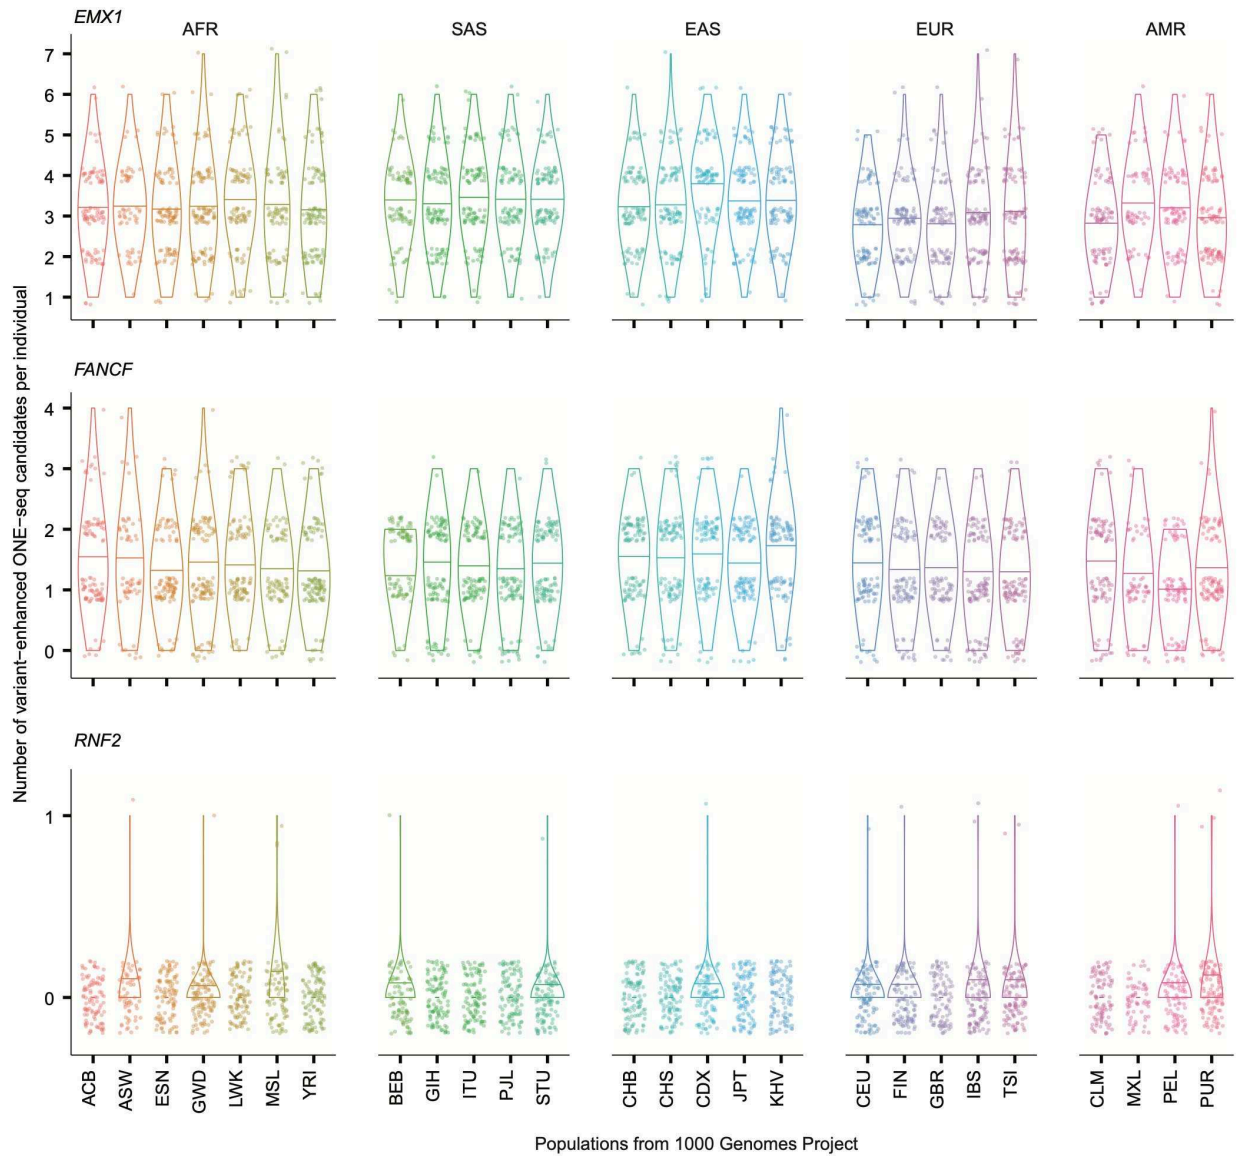 EMX1
AFR SAS EAS EUR AMR
7
6
5
4
3
2
1
FANCF
4
3
2
1
0
RNF2
1
0
Number of variant−enhanced ONE−seq candidates per individual
ACB ASW ESN GWD LWK MSL YRI BEB GIH ITU PJL STU CHB CHS CDX JPT KHV CEU FIN GBR IBS TSI CLM MXL PEL PUR
Populations from 1000 Genomes Project